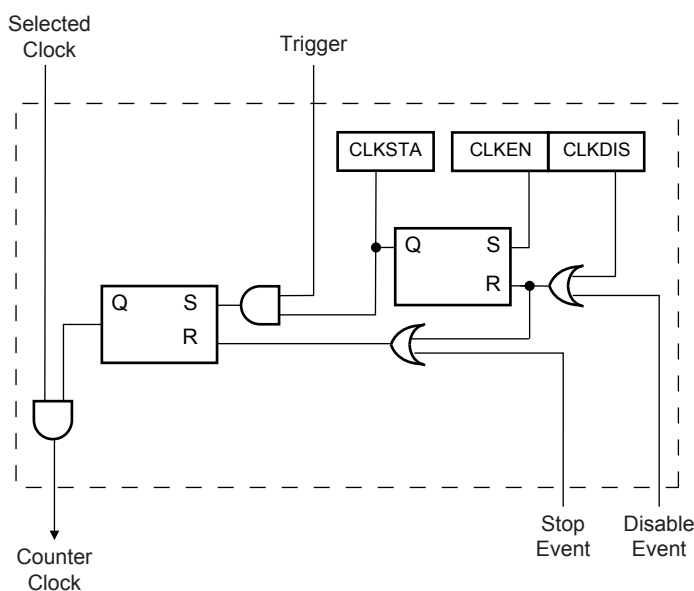 Selected
Clock
Trigger
CLKSTA
CLKEN
CLKDIS
Q
S
R
Q
S
R
Stop
Event
Disable
Event
Counter
Clock